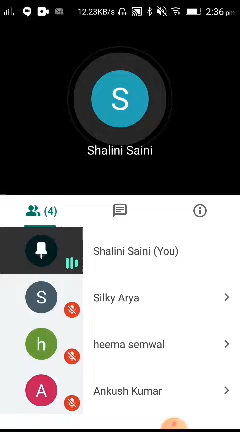 12.23KB/s 2:36 pm
S
Shalini Saini
(4)
Shalini Saini (You)
S Silky Arya
h heema semwal
A Ankush Kumar